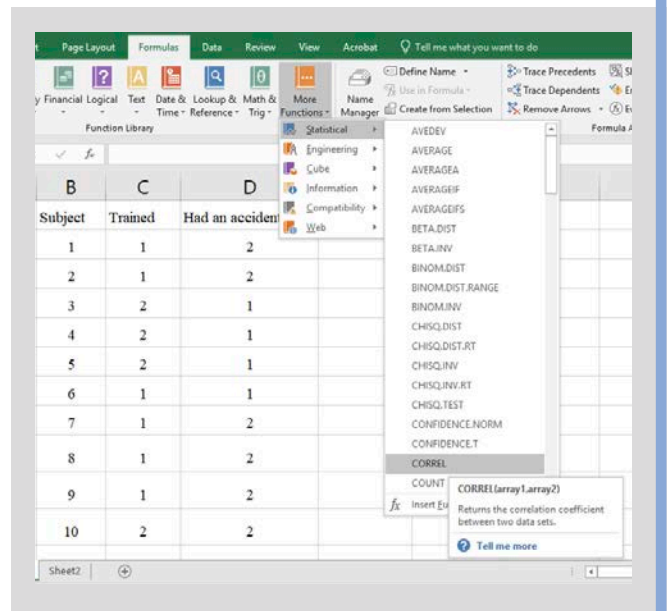 t Page Layout Formulas Data Review View Acrobat Tell me what you want to do
y Financial Logical Text Date & Lookup & Math & More Name
Time Reference Trig Functions Manager
Define Name
Use in Formula
Create from Selection
Trace Precedents
Trace Dependents
Remove Arrows
Function Library
Formula A
fx
Statistical
Engineering
Cube
Information
Compatibility
Web
AVEDEV
AVERAGE
AVERAGEA
AVERAGEIF
AVERAGEIFS
BETA.DIST
BETA.INV
BINOM.DIST
BINOM.DIST.RANGE
BINOM.INV
CHISQ.DIST
CHISQ.DIST.RT
CHISQ.INV
CHISQ.INV.RT
CHISQ.TEST
CONFIDENCE.NORM
CONFIDENCE.T
CORREL
COUNT
fx Insert Fu
CORREL(array1,array2)
Returns the correlation coefficient
between two data sets.
Tell me more
B C D
Subject Trained Had an accident
1 1 2
2 1 2
3 2 1
4 2 1
5 2 1
6 1 1
7 1 2
8 1 2
9 1 2
10 2 2
Sheet2